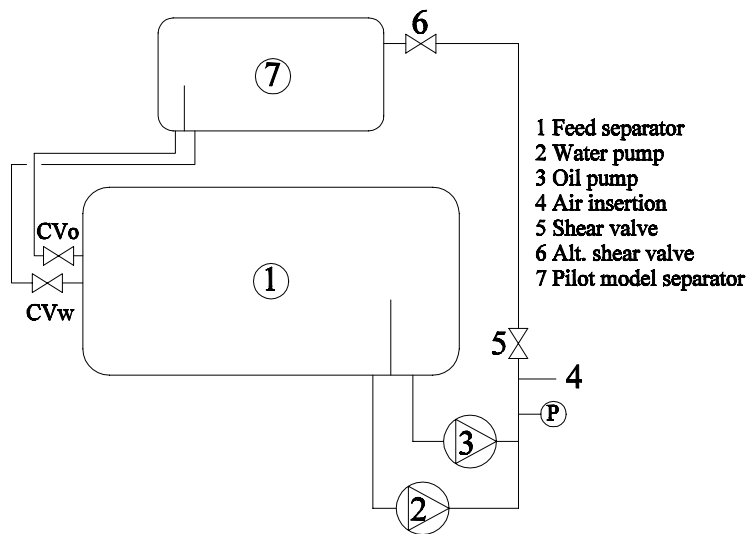 6
7
1 Feed separator
2 Water pump
3 Oil pump
4 Air insertion
5 Shear valve
6 Alt. shear valve
7 Pilot model separator
CVo
1
CVw
5
4
P
3
2